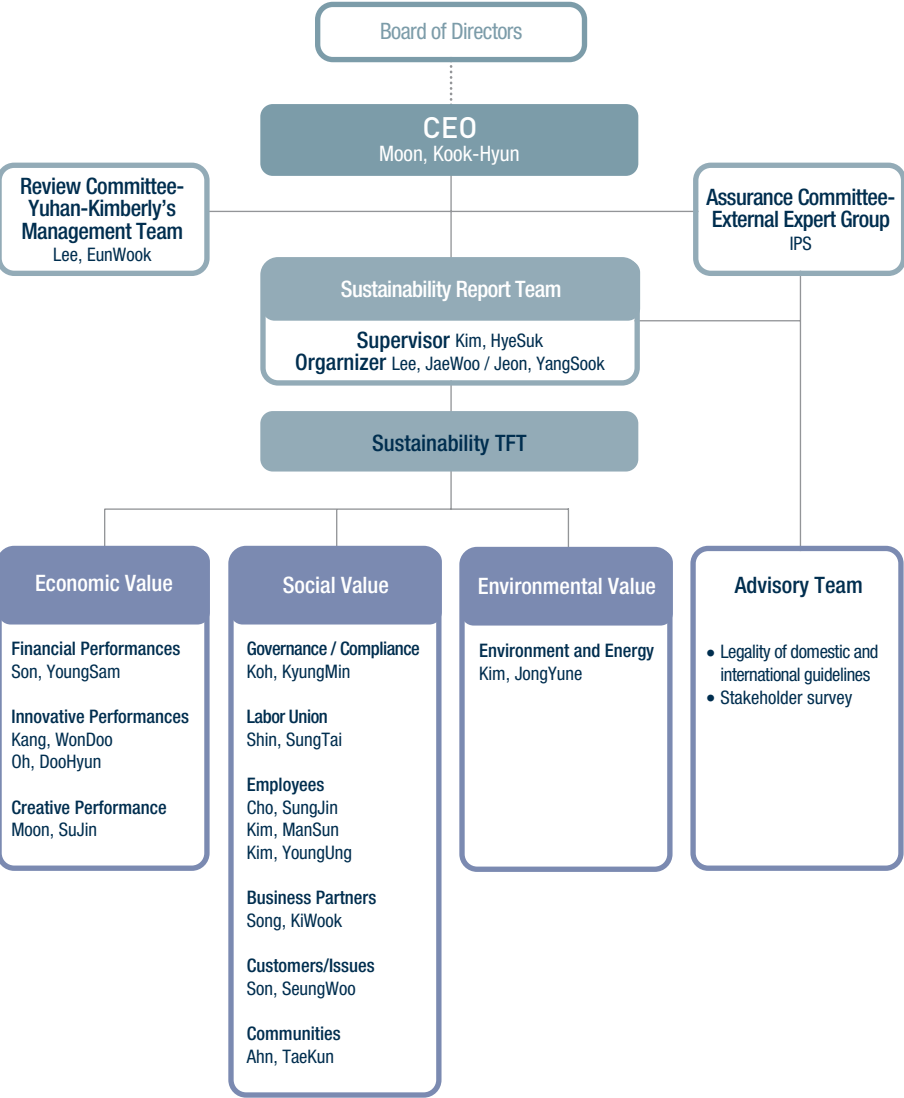 Board of Directors
CEO
Moon, Kook-Hyun
Review Committee-
Yuhan-Kimberly's
Management Team
Lee, EunWook
Assurance Committee-
External Expert Group
IPS
Sustainability Report Team
Supervisor Kim, HyeSuk
Orgarnizer Lee, JaeWoo / Jeon, YangSook
Sustainability TFT
Economic Value
Financial Performances
Son, YoungSam
Innovative Performances
Kang, WonDoo
Oh, DooHyun
Creative Performance
Moon, SuJin
Social Value
Governance / Compliance
Koh, KyungMin
Labor Union
Shin, SungTai
Employees
Cho, SungJin
Kim, ManSun
Kim, YoungUng
Business Partners
Song, KiWook
Customers/Issues
Son, SeungWoo
Communities
Ahn, TaeKun
Environmental Value
Environment and Energy
Kim, JongYune
Advisory Team
• Legality of domestic and
international guidelines
• Stakeholder survey